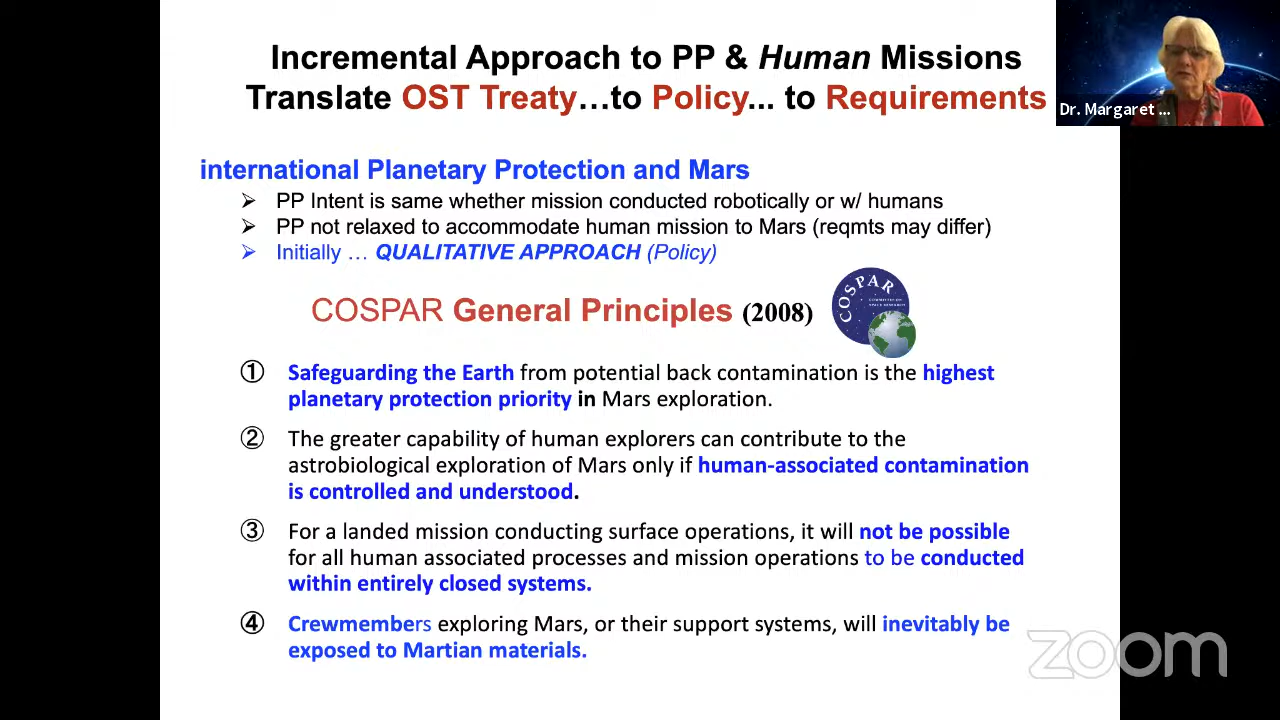 Incremental Approach to PP & Human Missions
Translate OST Treaty…to Policy... to Requirements
Dr. Margaret ...
international Planetary Protection and Mars
➢ PP Intent is same whether mission conducted robotically or w/ humans
➢ PP not relaxed to accommodate human mission to Mars (reqmts may differ)
➢ Initially … QUALITATIVE APPROACH (Policy)
COSPAR General Principles (2008)
COSPAR
COMMITTEE ON
SPACE RESEARCH
① Safeguarding the Earth from potential back contamination is the highest
planetary protection priority in Mars exploration.
② The greater capability of human explorers can contribute to the
astrobiological exploration of Mars only if human-associated contamination
is controlled and understood.
③ For a landed mission conducting surface operations, it will not be possible
for all human associated processes and mission operations to be conducted
within entirely closed systems.
④ Crewmembers exploring Mars, or their support systems, will inevitably be
exposed to Martian materials.
zoom